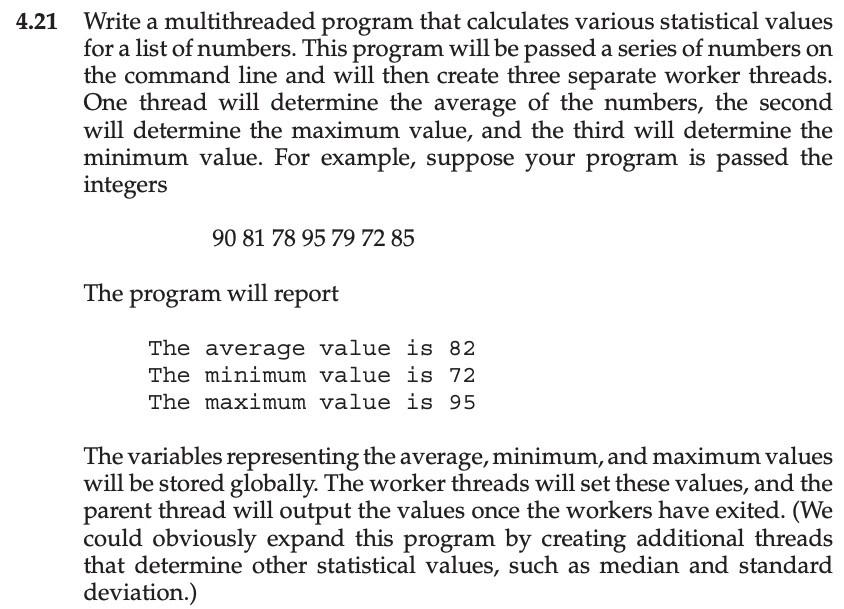 4.21 Write a multithreaded program that calculates various statistical values
for a list of numbers. This program will be passed a series of numbers on
the command line and will then create three separate worker threads.
One thread will determine the average of the numbers, the second
will determine the maximum value, and the third will determine the
minimum value. For example, suppose your program is passed the
integers
90 81 78 95 79 72 85
The program will report
The average value is 82
The minimum value is 72
The maximum value is 95
The variables representing the average, minimum, and maximum values
will be stored globally. The worker threads will set these values, and the
parent thread will output the values once the workers have exited. (We
could obviously expand this program by creating additional threads
that determine other statistical values, such as median and standard
deviation.)